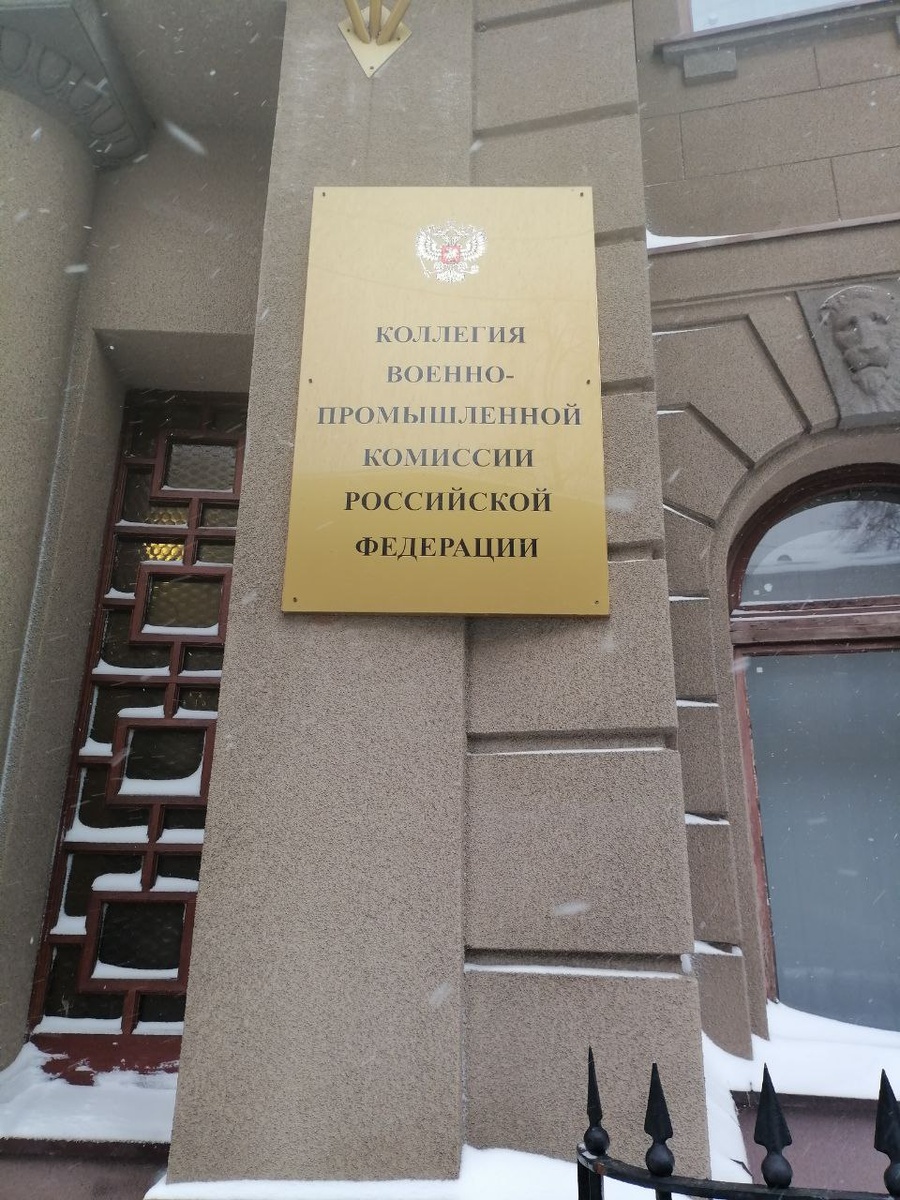 КОЛЛЕГИЯ
ВОЕННО-
ПРОМЫШЛЕННОЙ
КОМИССИИ
РОССИЙСКОЙ
ФЕДЕРАЦИИ